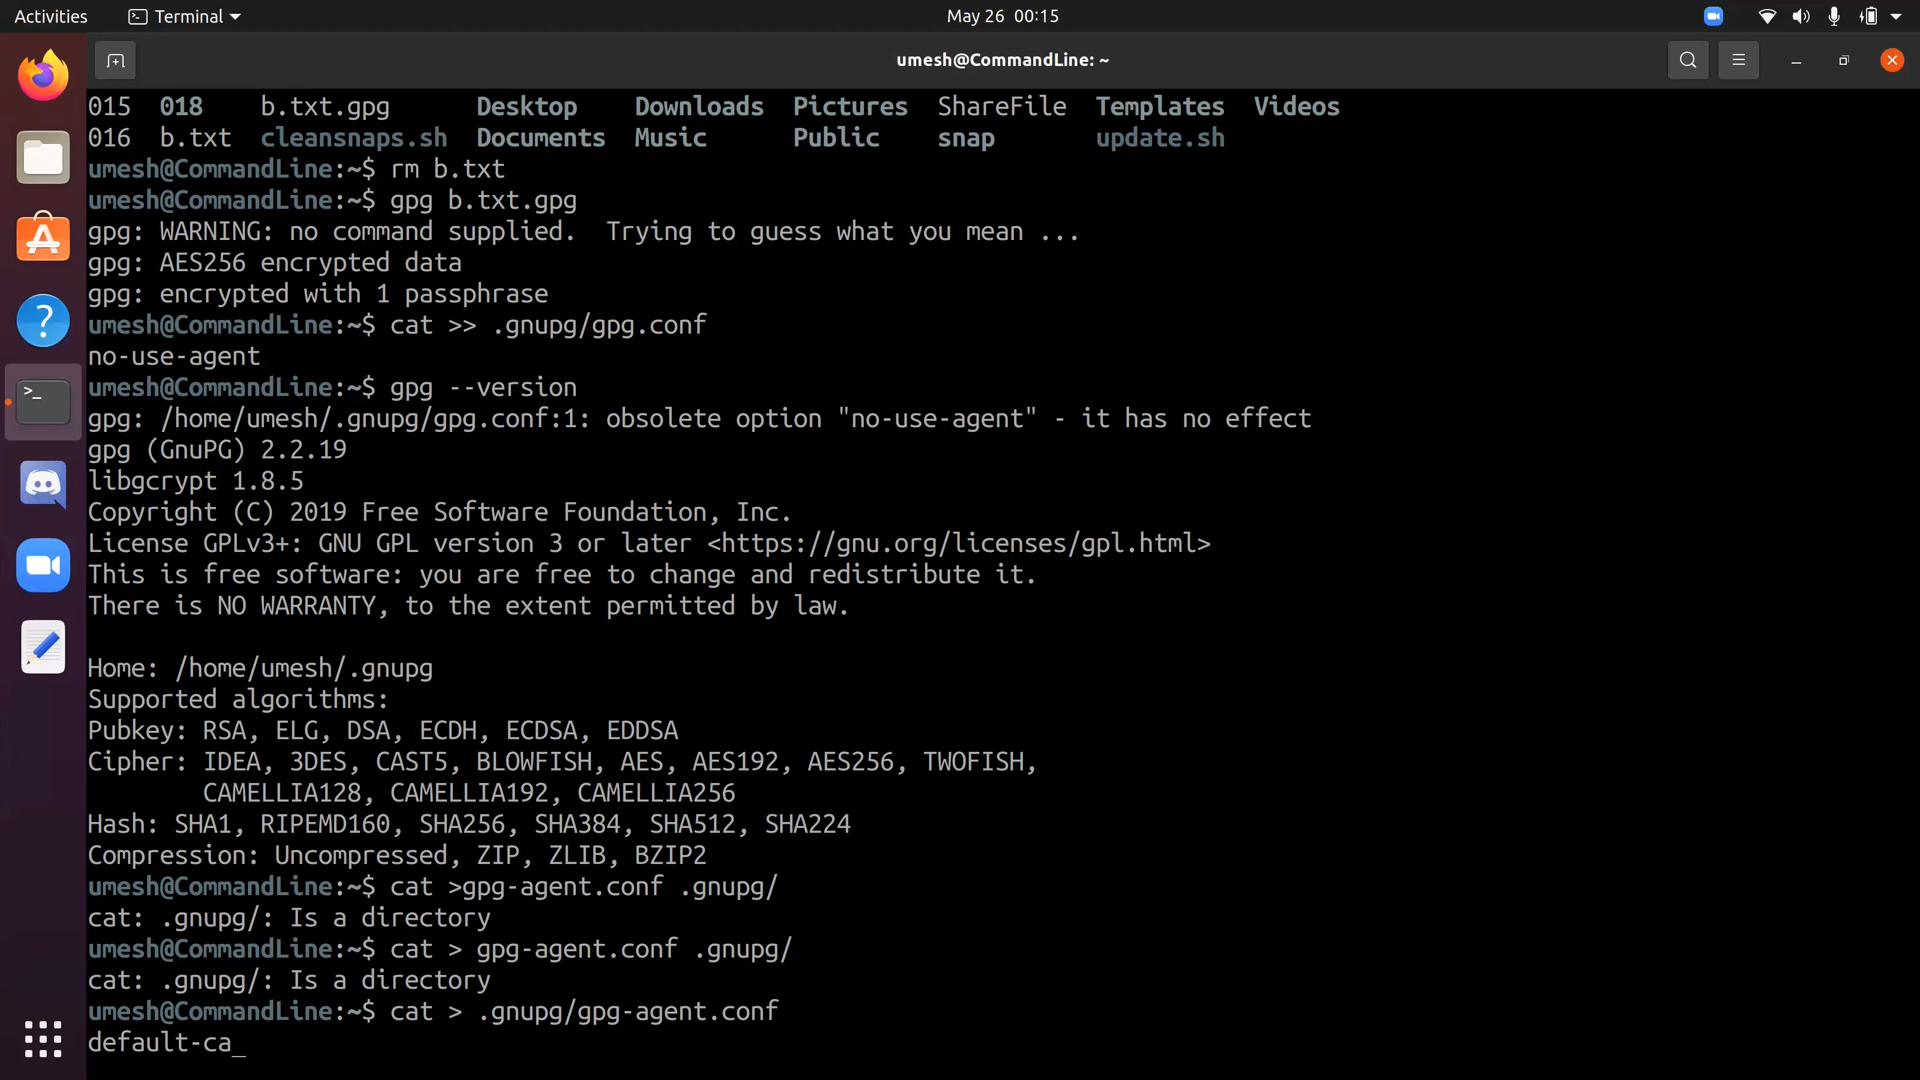 Activities Terminal May 26 00:15
umesh@CommandLine: ~
015 018 b.txt.gpg Desktop Downloads Pictures ShareFile Templates Videos
016 b.txt cleansnaps.sh Documents Music Public snap update.sh
umesh@CommandLine:~$ rm b.txt
umesh@CommandLine:~$ gpg b.txt.gpg
gpg: WARNING: no command supplied.  Trying to guess what you mean ...
gpg: AES256 encrypted data
gpg: encrypted with 1 passphrase
umesh@CommandLine:~$ cat >> .gnupg/gpg.conf
no-use-agent
umesh@CommandLine:~$ gpg --version
gpg: /home/umesh/.gnupg/gpg.conf:1: obsolete option "no-use-agent" - it has no effect
gpg (GnuPG) 2.2.19
libgcrypt 1.8.5
Copyright (C) 2019 Free Software Foundation, Inc.
License GPLv3+: GNU GPL version 3 or later <https://gnu.org/licenses/gpl.html>
This is free software: you are free to change and redistribute it.
There is NO WARRANTY, to the extent permitted by law.
Home: /home/umesh/.gnupg
Supported algorithms:
Pubkey: RSA, ELG, DSA, ECDH, ECDSA, EDDSA
Cipher: IDEA, 3DES, CAST5, BLOWFISH, AES, AES192, AES256, TWOFISH,
CAMELLIA128, CAMELLIA192, CAMELLIA256
Hash: SHA1, RIPEMD160, SHA256, SHA384, SHA512, SHA224
Compression: Uncompressed, ZIP, ZLIB, BZIP2
umesh@CommandLine:~$ cat >gpg-agent.conf .gnupg/
cat: .gnupg/: Is a directory
umesh@CommandLine:~$ cat > gpg-agent.conf .gnupg/
cat: .gnupg/: Is a directory
umesh@CommandLine:~$ cat > .gnupg/gpg-agent.conf
default-ca_